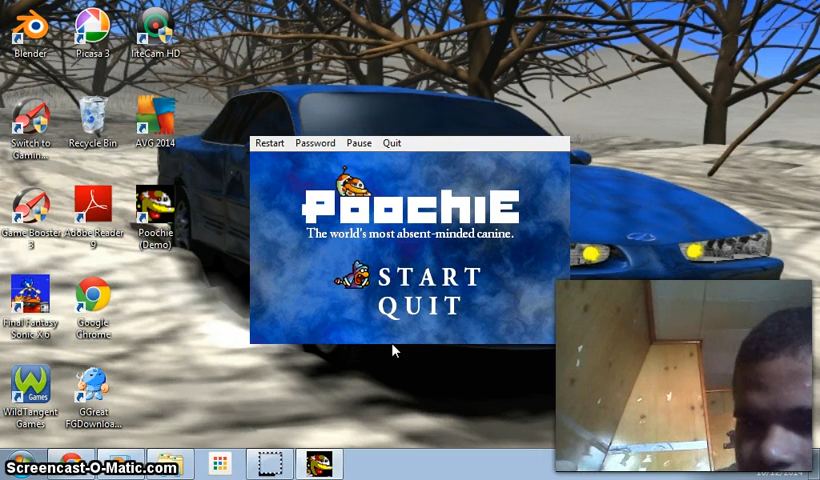 Blender
Picasa 3
liteCam HD
Switch to Gamin...
Recycle Bin
AVG 2014
Game Booster 3
Adobe Reader 9
Poochie (Demo)
Final Fantasy Sonic X 6
Google Chrome
WildTangent Games
GGreat FGDownloa...
Restart Password Pause Quit
PoochIE
The world's most absent-minded canine.
START
QUIT
W
Games
Screencast-O-Matic.com